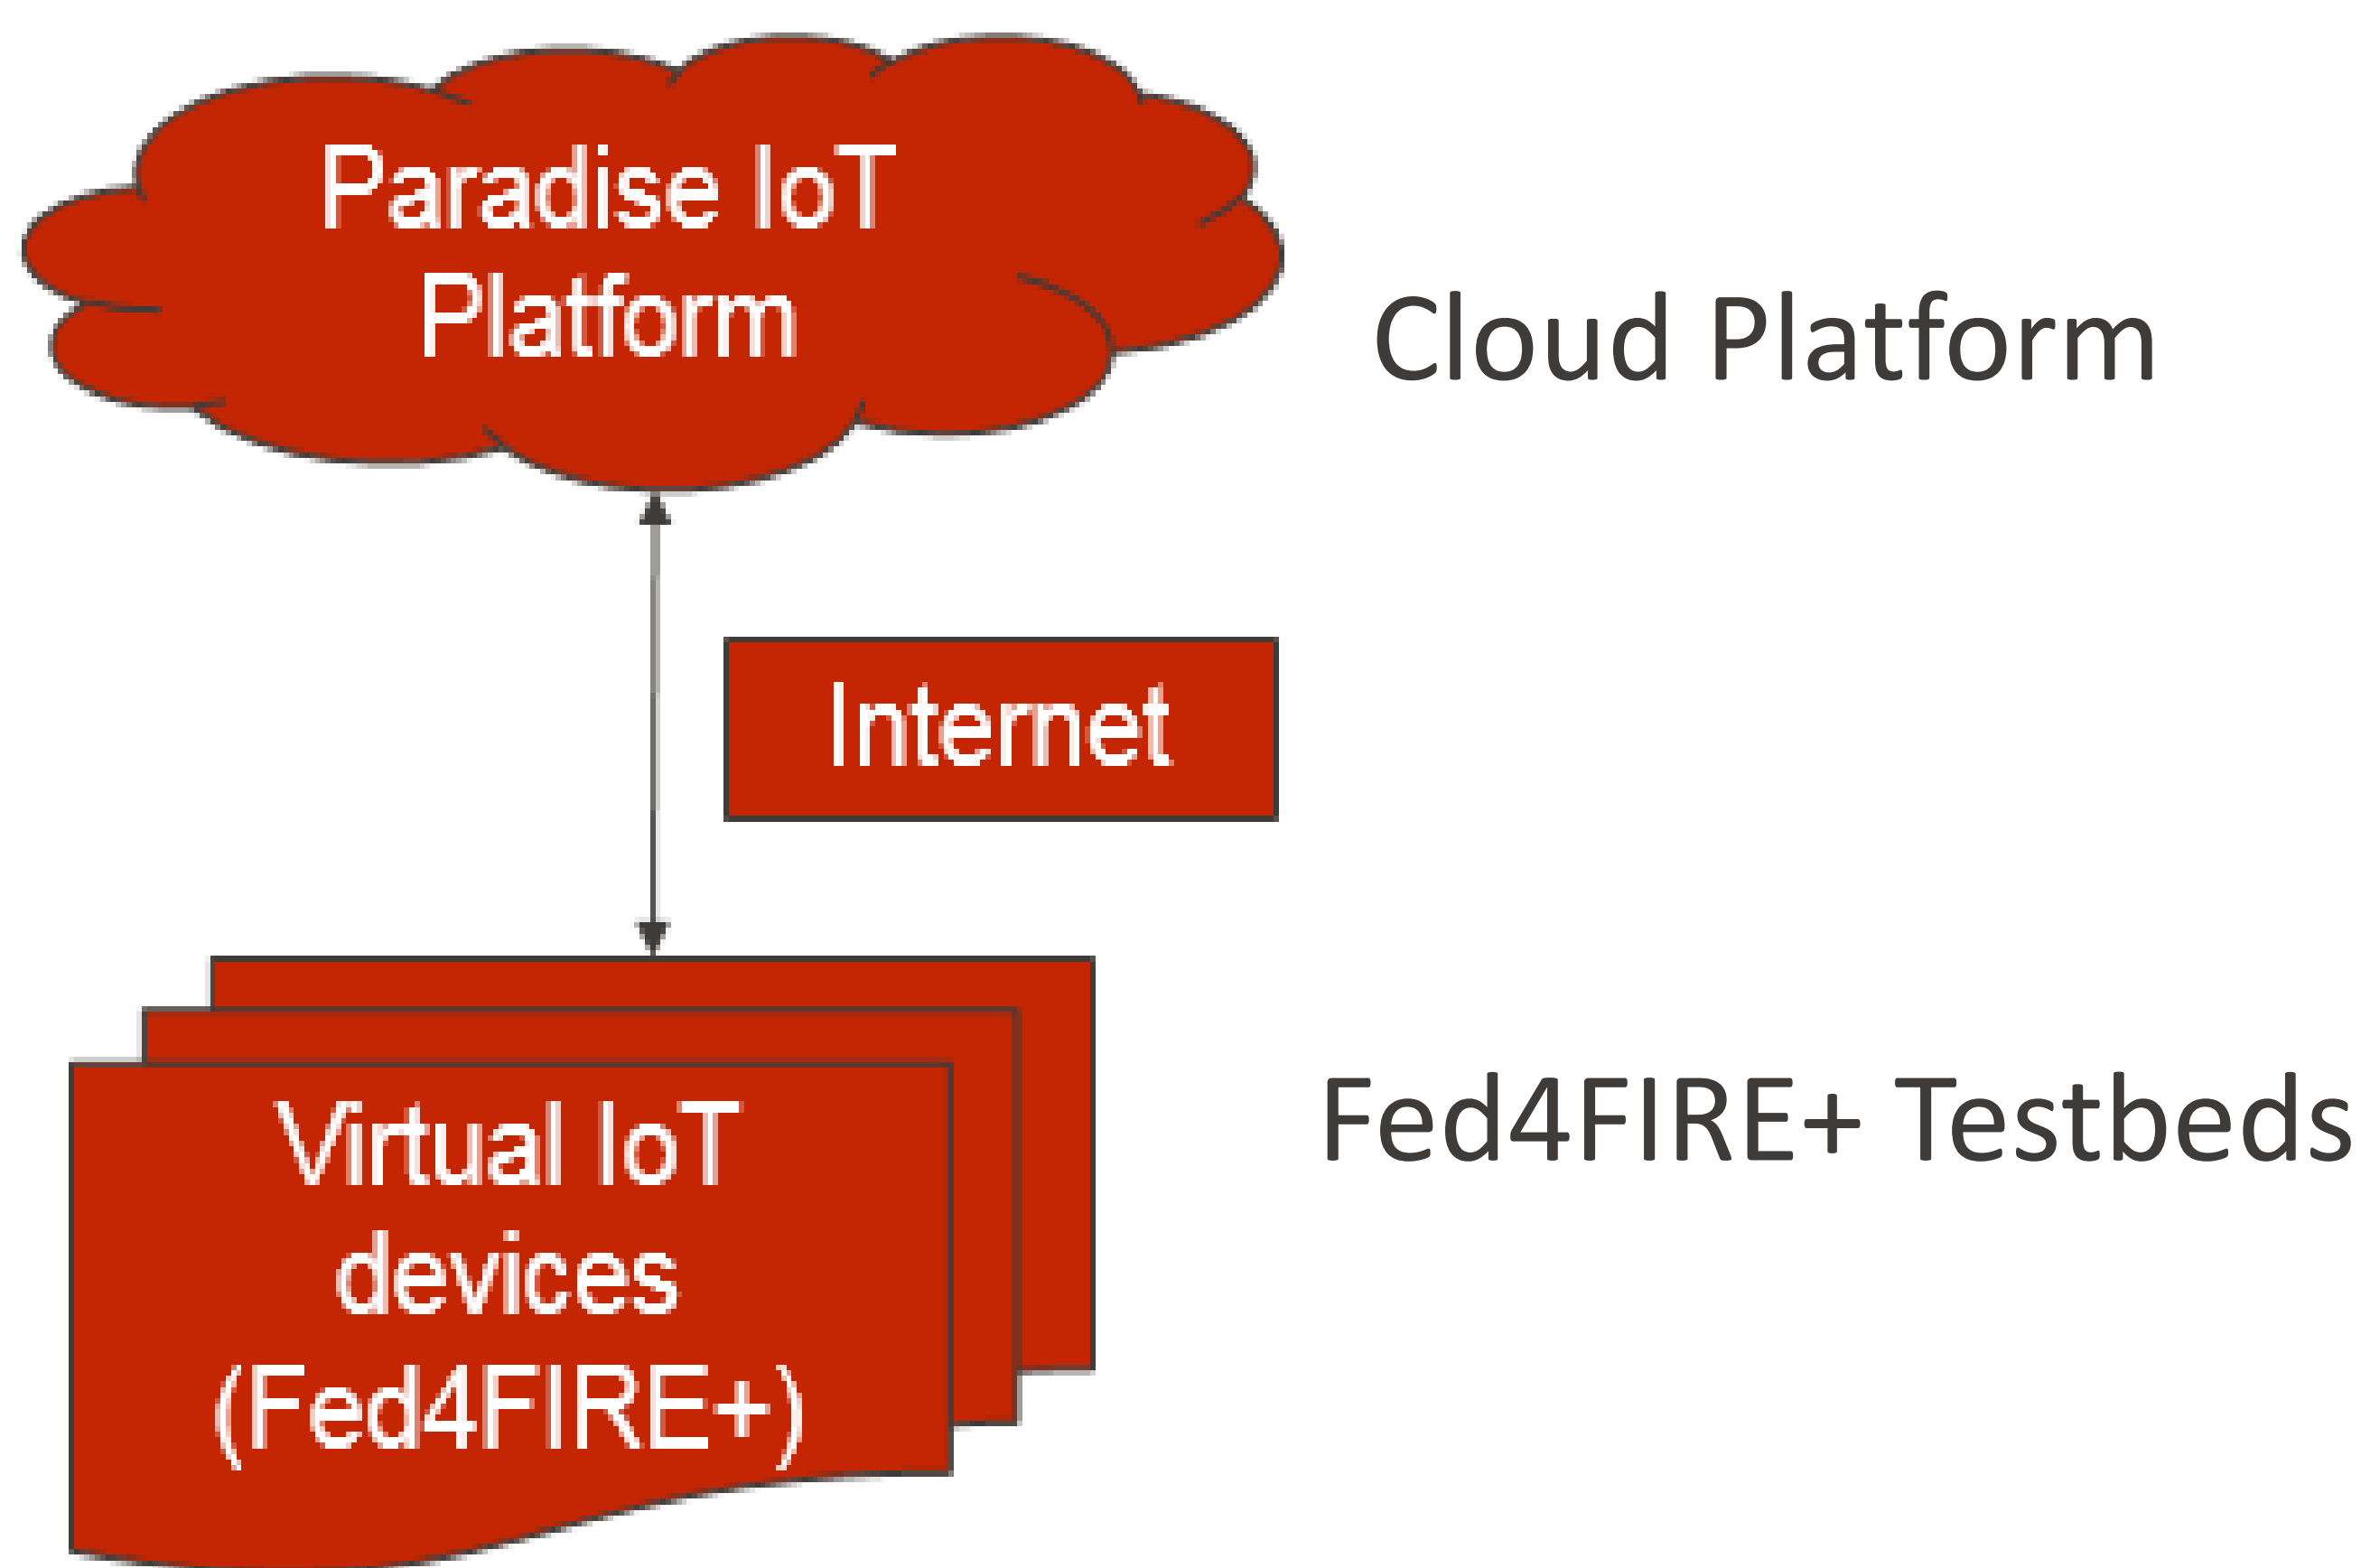 Paradise IoT
Platform
Cloud Platform
Internet
Virtual IoT
devices
(Fed4FIRE+)
Fed4FIRE+ Testbeds